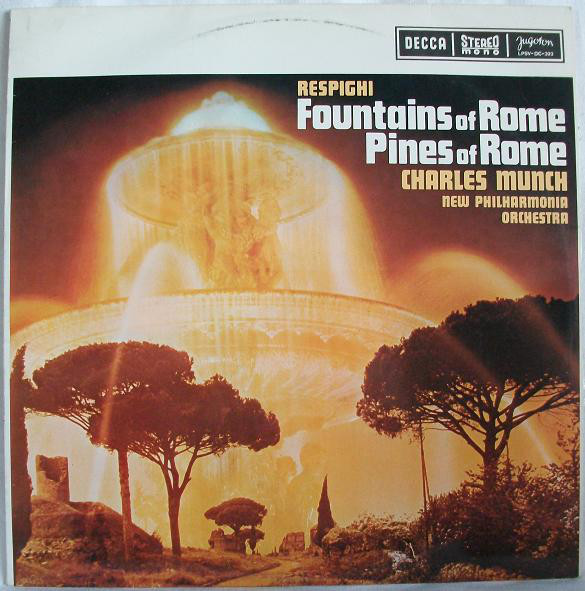 DECCA STEREO mono Jugoton
LPSV-DC-393
RESPIGHI
Fountains of Rome
Pines of Rome
CHARLES MUNCH
NEW PHILHARMONIA
ORCHESTRA